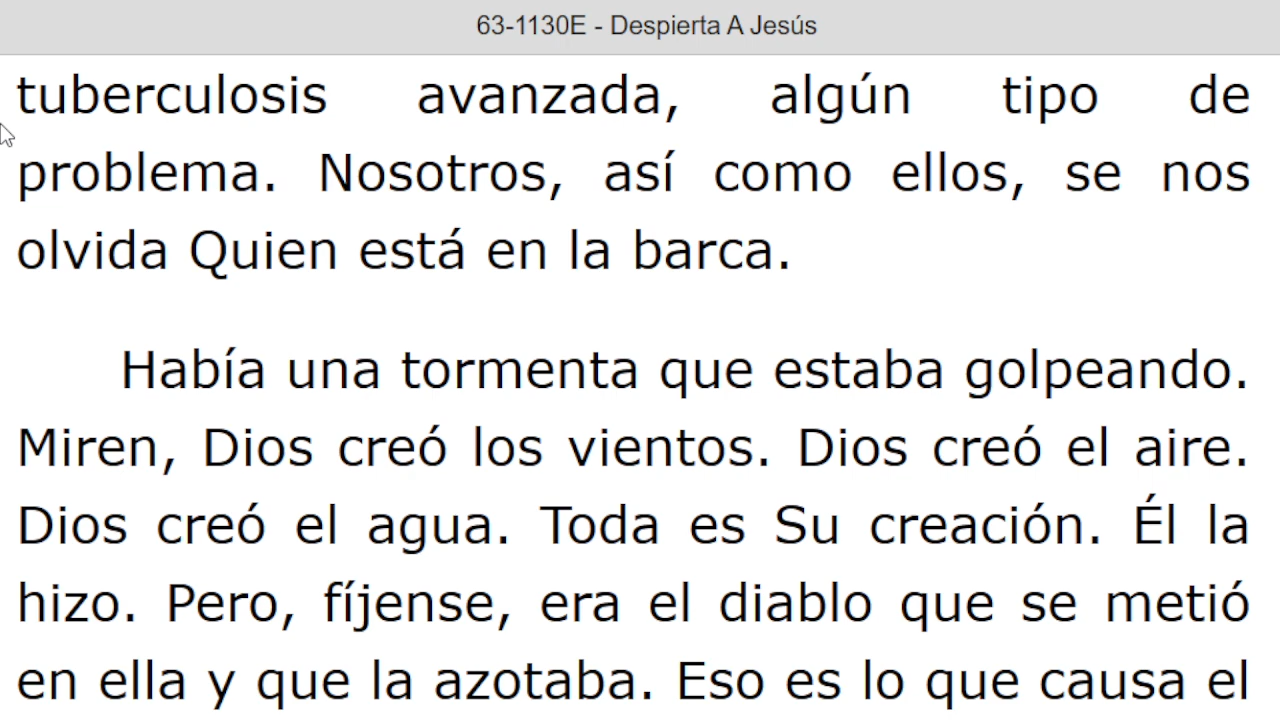 63-1130E - Despierta A Jesús
tuberculosis avanzada, algún tipo de
problema. Nosotros, así como ellos, se nos
olvida Quien está en la barca.
Había una tormenta que estaba golpeando.
Miren, Dios creó los vientos. Dios creó el aire.
Dios creó el agua. Toda es Su creación. Él la
hizo. Pero, fíjense, era el diablo que se metió
en ella y que la azotaba. Eso es lo que causa el